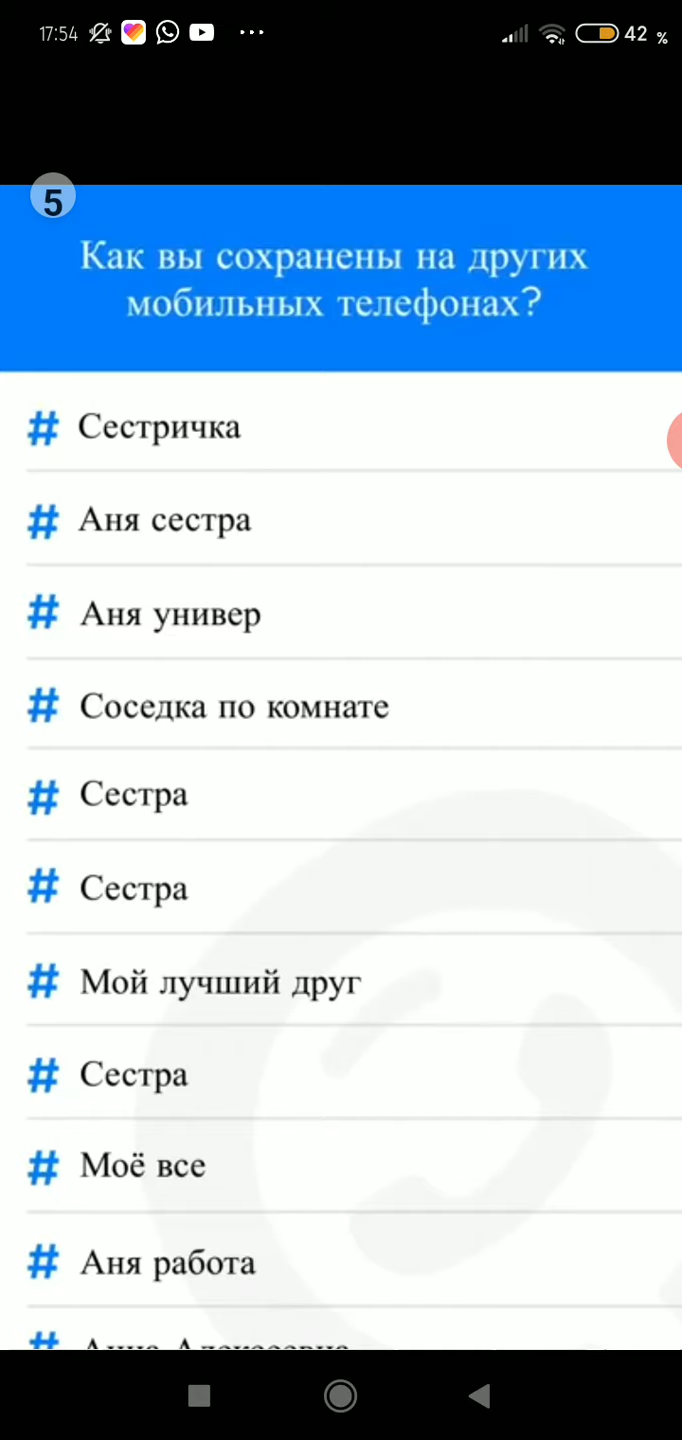 17:54
42 %
5
Как вы сохранены на других
мобильных телефонах?
# Сестричка
# Аня сестра
# Аня универ
# Соседка по комнате
# Сестра
# Сестра
# Мой лучший друг
# Сестра
# Моё все
# Аня работа